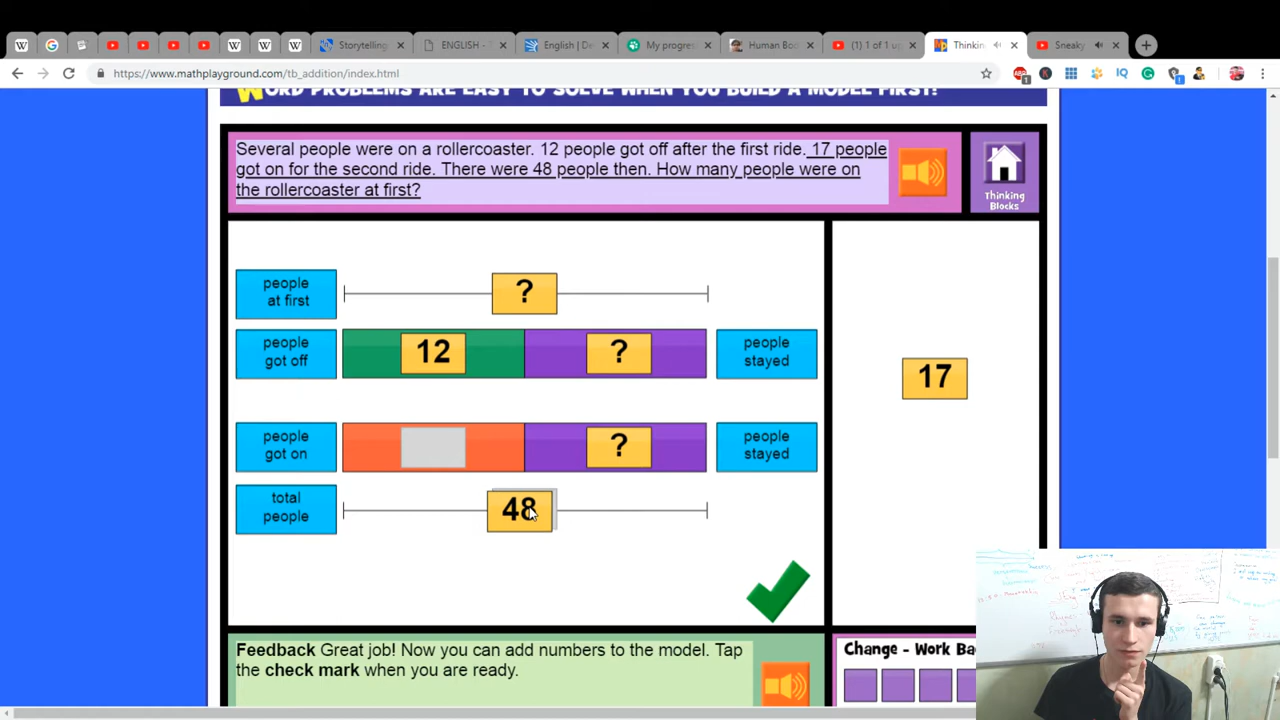 Storytelling
ENGLISH - T
English | De
My progre
Human Bod
(1) 1 of 1 u
Thinkin
Sneaky
https://www.mathplayground.com/tb_addition/index.html
WORD PROBLEMS ARE EASY TO SOLVE WHEN YOU BUILD A MODEL FIRST!
Several people were on a rollercoaster. 12 people got off after the first ride. 17 people
got on for the second ride. There were 48 people then. How many people were on
the rollercoaster at first?
Thinking
Blocks
people
at first
?
people
got off
12
?
people
stayed
17
people
got on
?
people
stayed
total
people
48
Feedback Great job! Now you can add numbers to the model. Tap
the check mark when you are ready.
Change - Work Ba